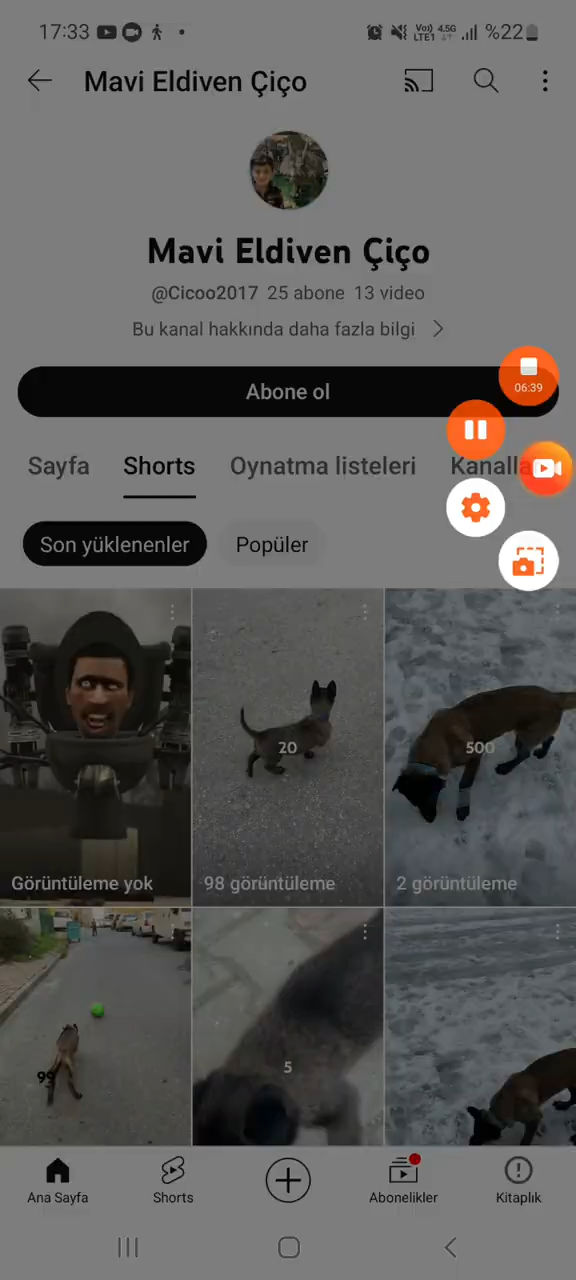 17:33
Voo) 4.5G
LTE1 %22
Mavi Eldiven Çiço
Mavi Eldiven Çiço
@Cicoo2017 25 abone 13 video
Bu kanal hakkında daha fazla bilgi
Abone ol
06:39
Sayfa Shorts Oynatma listeleri Kanalla
Son yüklenenler Popüler
20
500
Görüntüleme yok 98 görüntüleme 2 görüntüleme
99
5
Ana Sayfa Shorts Abonelikler Kitaplık